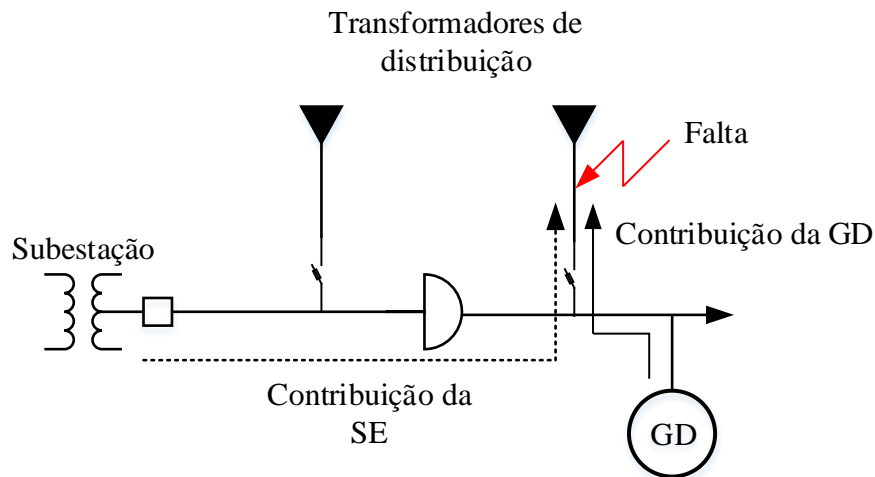 Transformadores de
distribuição
Falta
Contribuição da GD
Subestação
Contribuição da
SE
GD